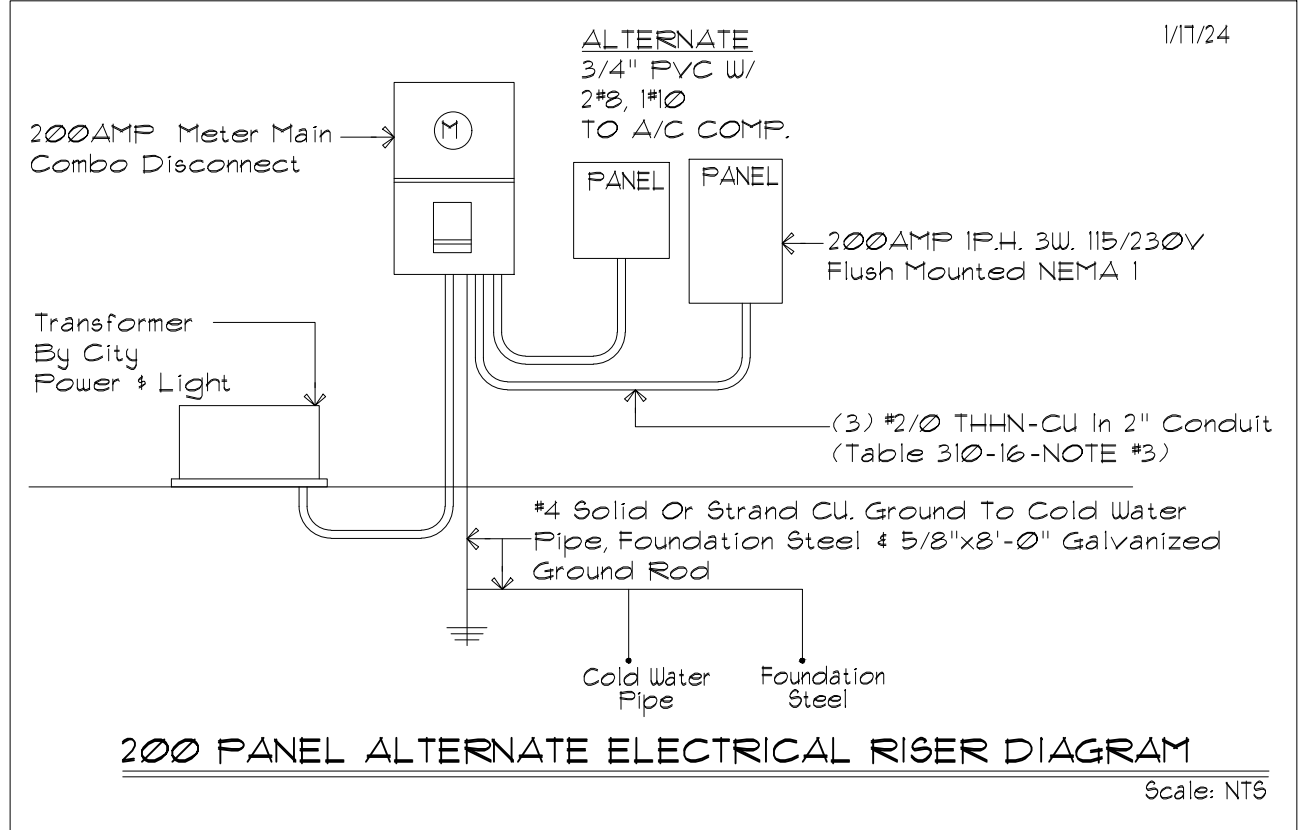 1/17/24
ALTERNATE
3/4" PVC W/
2#8, 1#10
TO A/C COMP.
200AMP Meter Main
Combo Disconnect
M
PANEL
PANEL
200AMP 1P.H. 3W. 115/230V
Flush Mounted NEMA 1
Transformer
By City
Power & Light
(3) #2/0 THHN-CU In 2" Conduit
(Table 310-16-NOTE #3)
#4 Solid Or Strand CU. Ground To Cold Water
Pipe, Foundation Steel & 5/8"x8'-0" Galvanized
Ground Rod
Cold Water
Pipe
Foundation
Steel
200 PANEL ALTERNATE ELECTRICAL RISER DIAGRAM
Scale: NTS